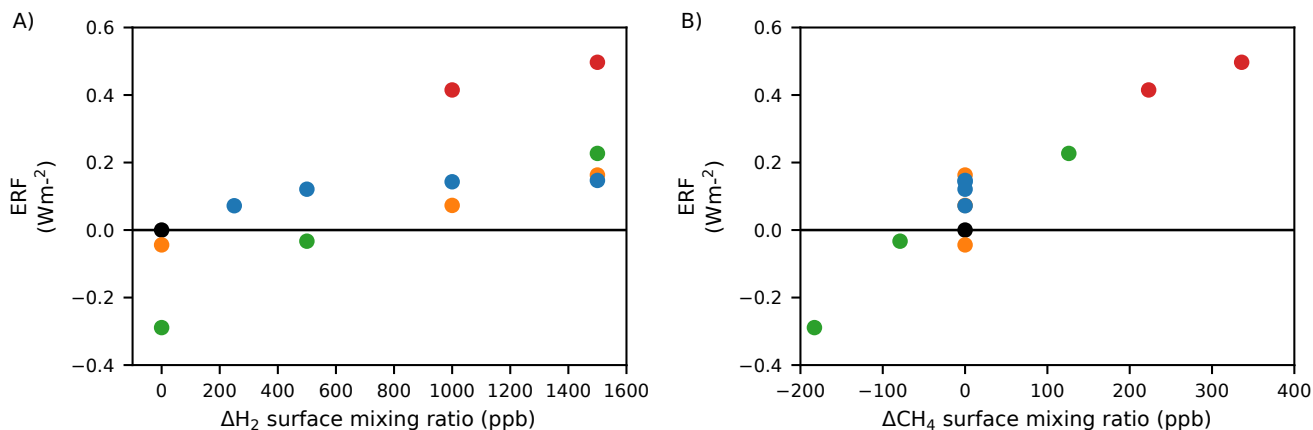 A)
0.6
0.4
0.2
0.0
−0.2
−0.4
ERF
(Wm-²)
0 200 400 600 800 1000 1200 1400 1600
ΔH₂ surface mixing ratio (ppb)
B)
0.6
0.4
0.2
0.0
−0.2
−0.4
ERF
(Wm-²)
−200 −100 0 100 200 300 400
ΔCH₄ surface mixing ratio (ppb)